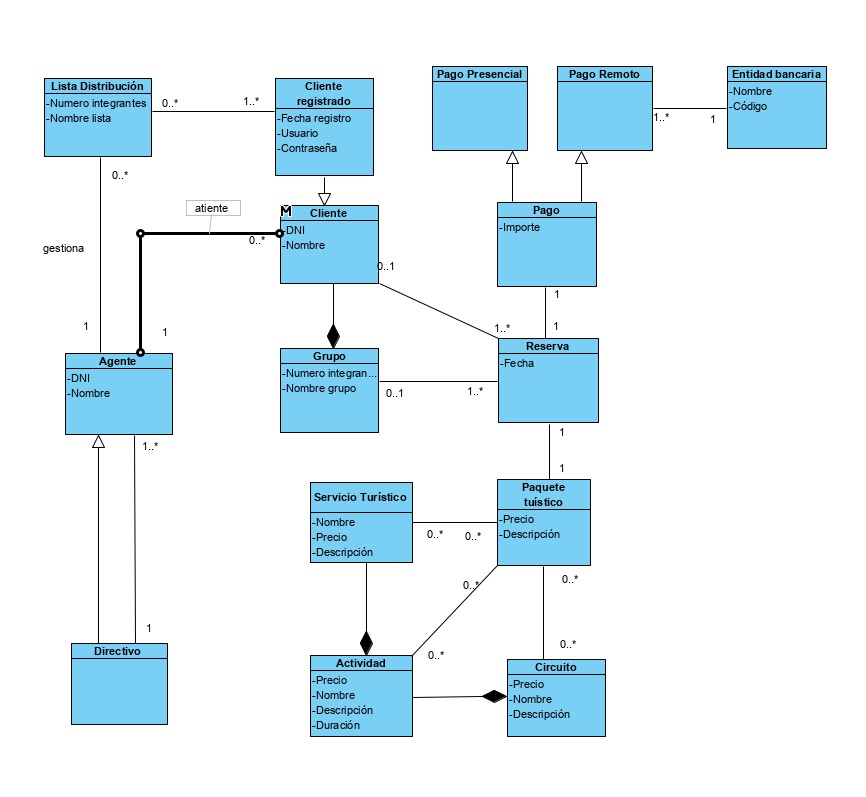 Lista Distribución
-Numero integrantes
-Nombre lista
0..*
1..*
Cliente
registrado
-Fecha registro
-Usuario
-Contraseña
Pago Presencial
Pago Remoto
1..*
1
Entidad bancaria
-Nombre
-Código
0..*
gestiona
1
atiente
0..*
1
M
Cliente
-DNI
-Nombre
0..1
1..*
Pago
-Importe
1
1
Agente
-DNI
-Nombre
1..*
1
Directivo
Grupo
-Numero integran...
-Nombre grupo
0..1
1..*
Reserva
-Fecha
1
1
Servicio Turístico
-Nombre
-Precio
-Descripción
0..*
0..*
Paquete
tuístico
-Precio
-Descripción
0..*
0..*
0..*
0..*
Actividad
-Precio
-Nombre
-Descripción
-Duración
Circuito
-Precio
-Nombre
-Descripción